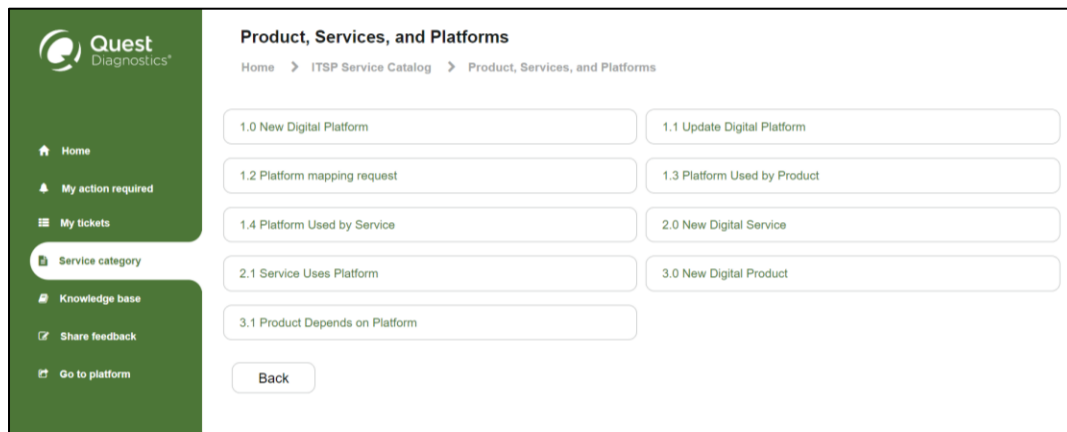 Quest
Diagnostics®
Home
My action required
My tickets
Service category
Knowledge base
Share feedback
Go to platform
Product, Services, and Platforms
Home > ITSP Service Catalog > Product, Services, and Platforms
1.0 New Digital Platform
1.1 Update Digital Platform
1.2 Platform mapping request
1.3 Platform Used by Product
1.4 Platform Used by Service
2.0 New Digital Service
2.1 Service Uses Platform
3.0 New Digital Product
3.1 Product Depends on Platform
Back